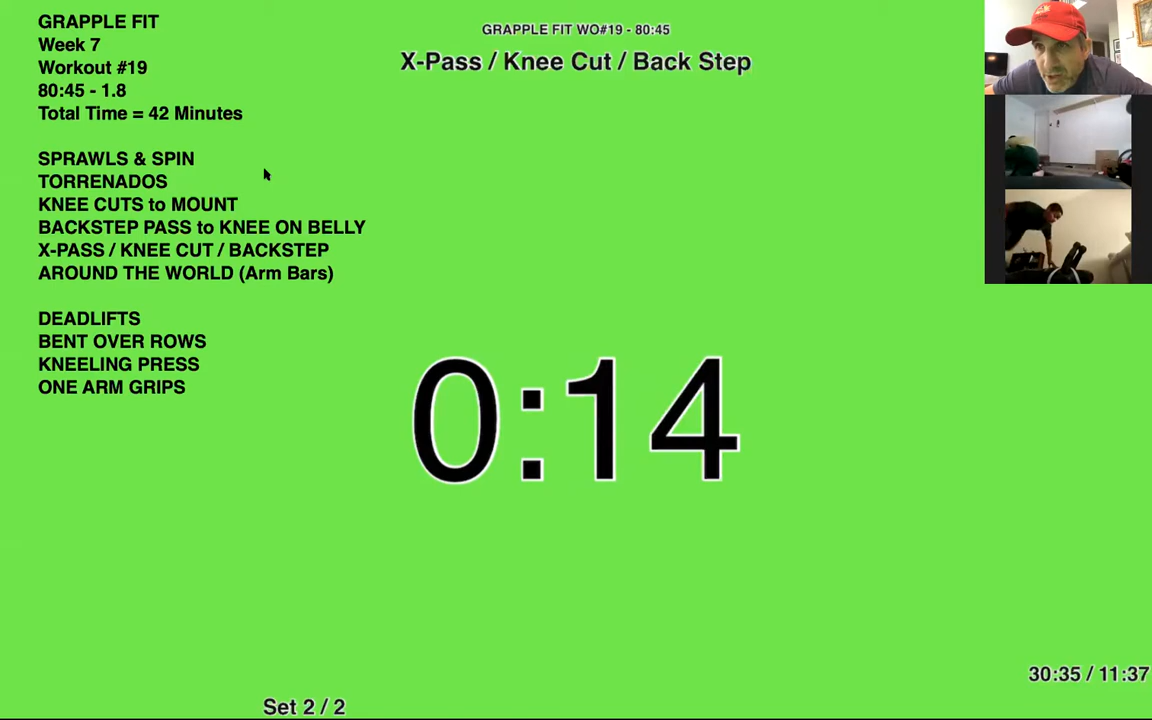 GRAPPLE FIT
Week 7
Workout #19
80:45 - 1.8
Total Time = 42 Minutes
SPRAWLS & SPIN
TORRENADOS
KNEE CUTS to MOUNT
BACKSTEP PASS to KNEE ON BELLY
X-PASS / KNEE CUT / BACKSTEP
AROUND THE WORLD (Arm Bars)
DEADLIFTS
BENT OVER ROWS
KNEELING PRESS
ONE ARM GRIPS
GRAPPLE FIT WO#19 - 80:45
X-Pass / Knee Cut / Back Step
0:14
30:35 / 11:37
Set 2 / 2